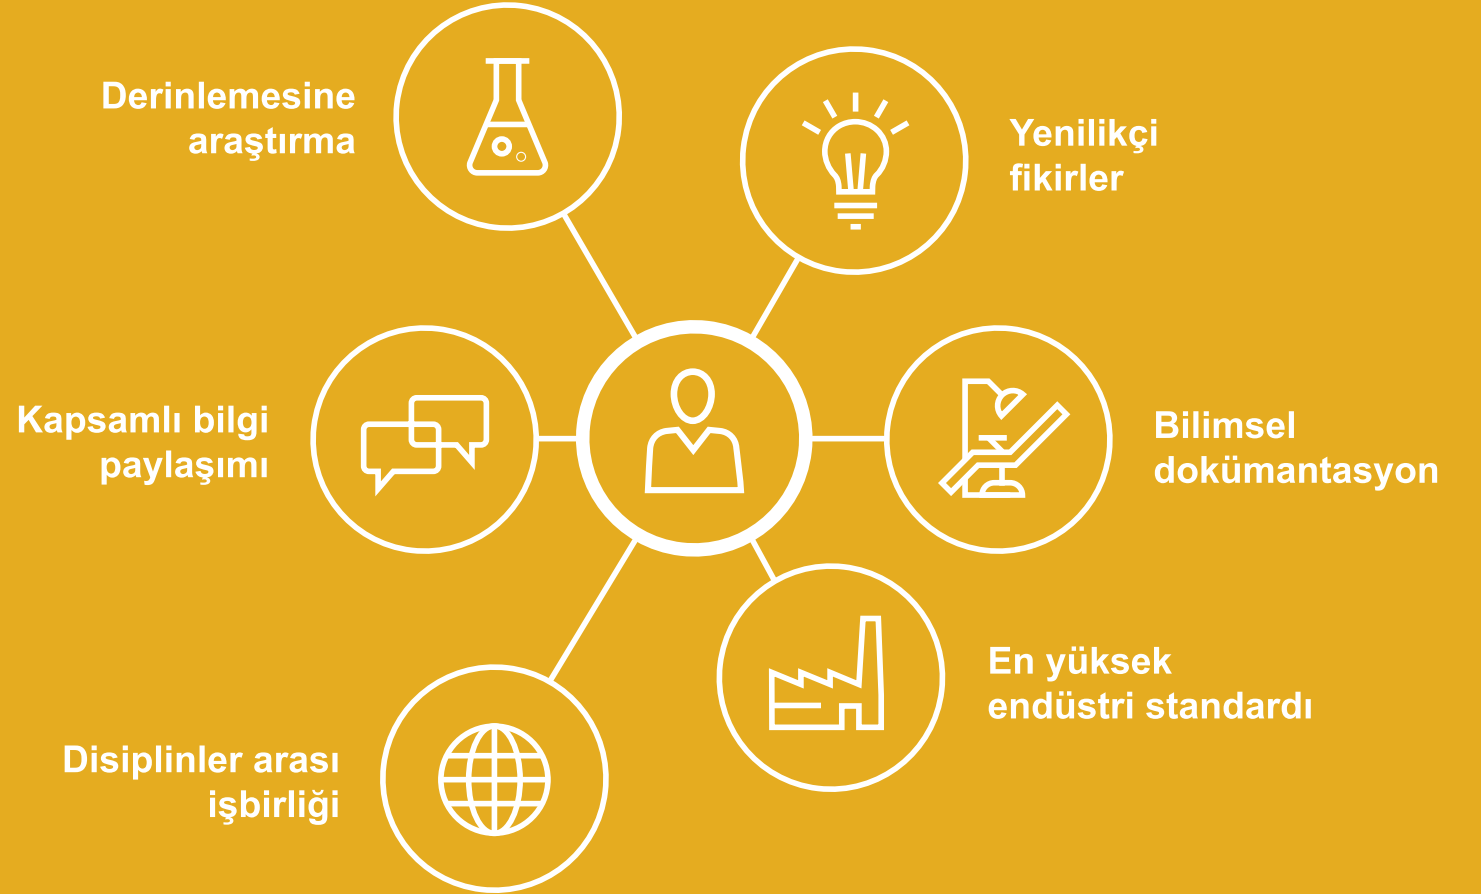 Derinlemesine
araştırma
Yenilikçi
fikirler
Kapsamlı bilgi
paylaşımı
Bilimsel
dokümantasyon
En yüksek
endüstri standardı
Disiplinler arası
işbirliği